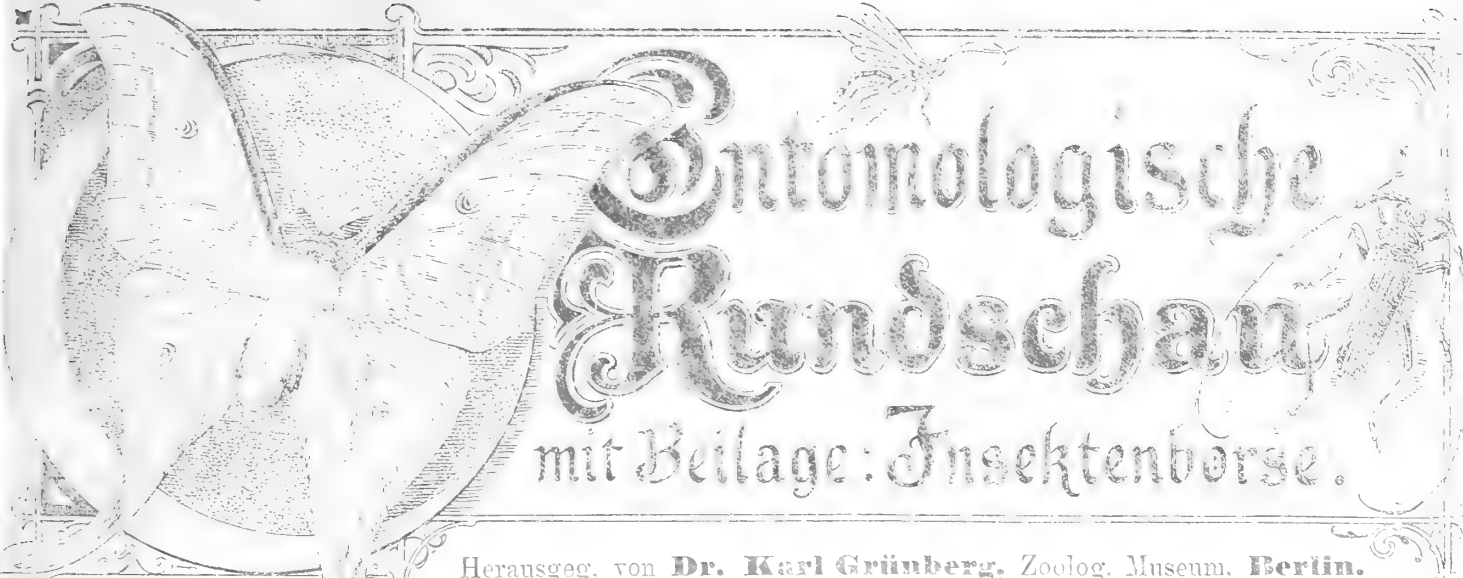 Entomologische
Rundschau
mit Beilage: Insektenbörse.
Herausgeg. von Dr. Karl Grünberg, Zoolog. Museum, Berlin.